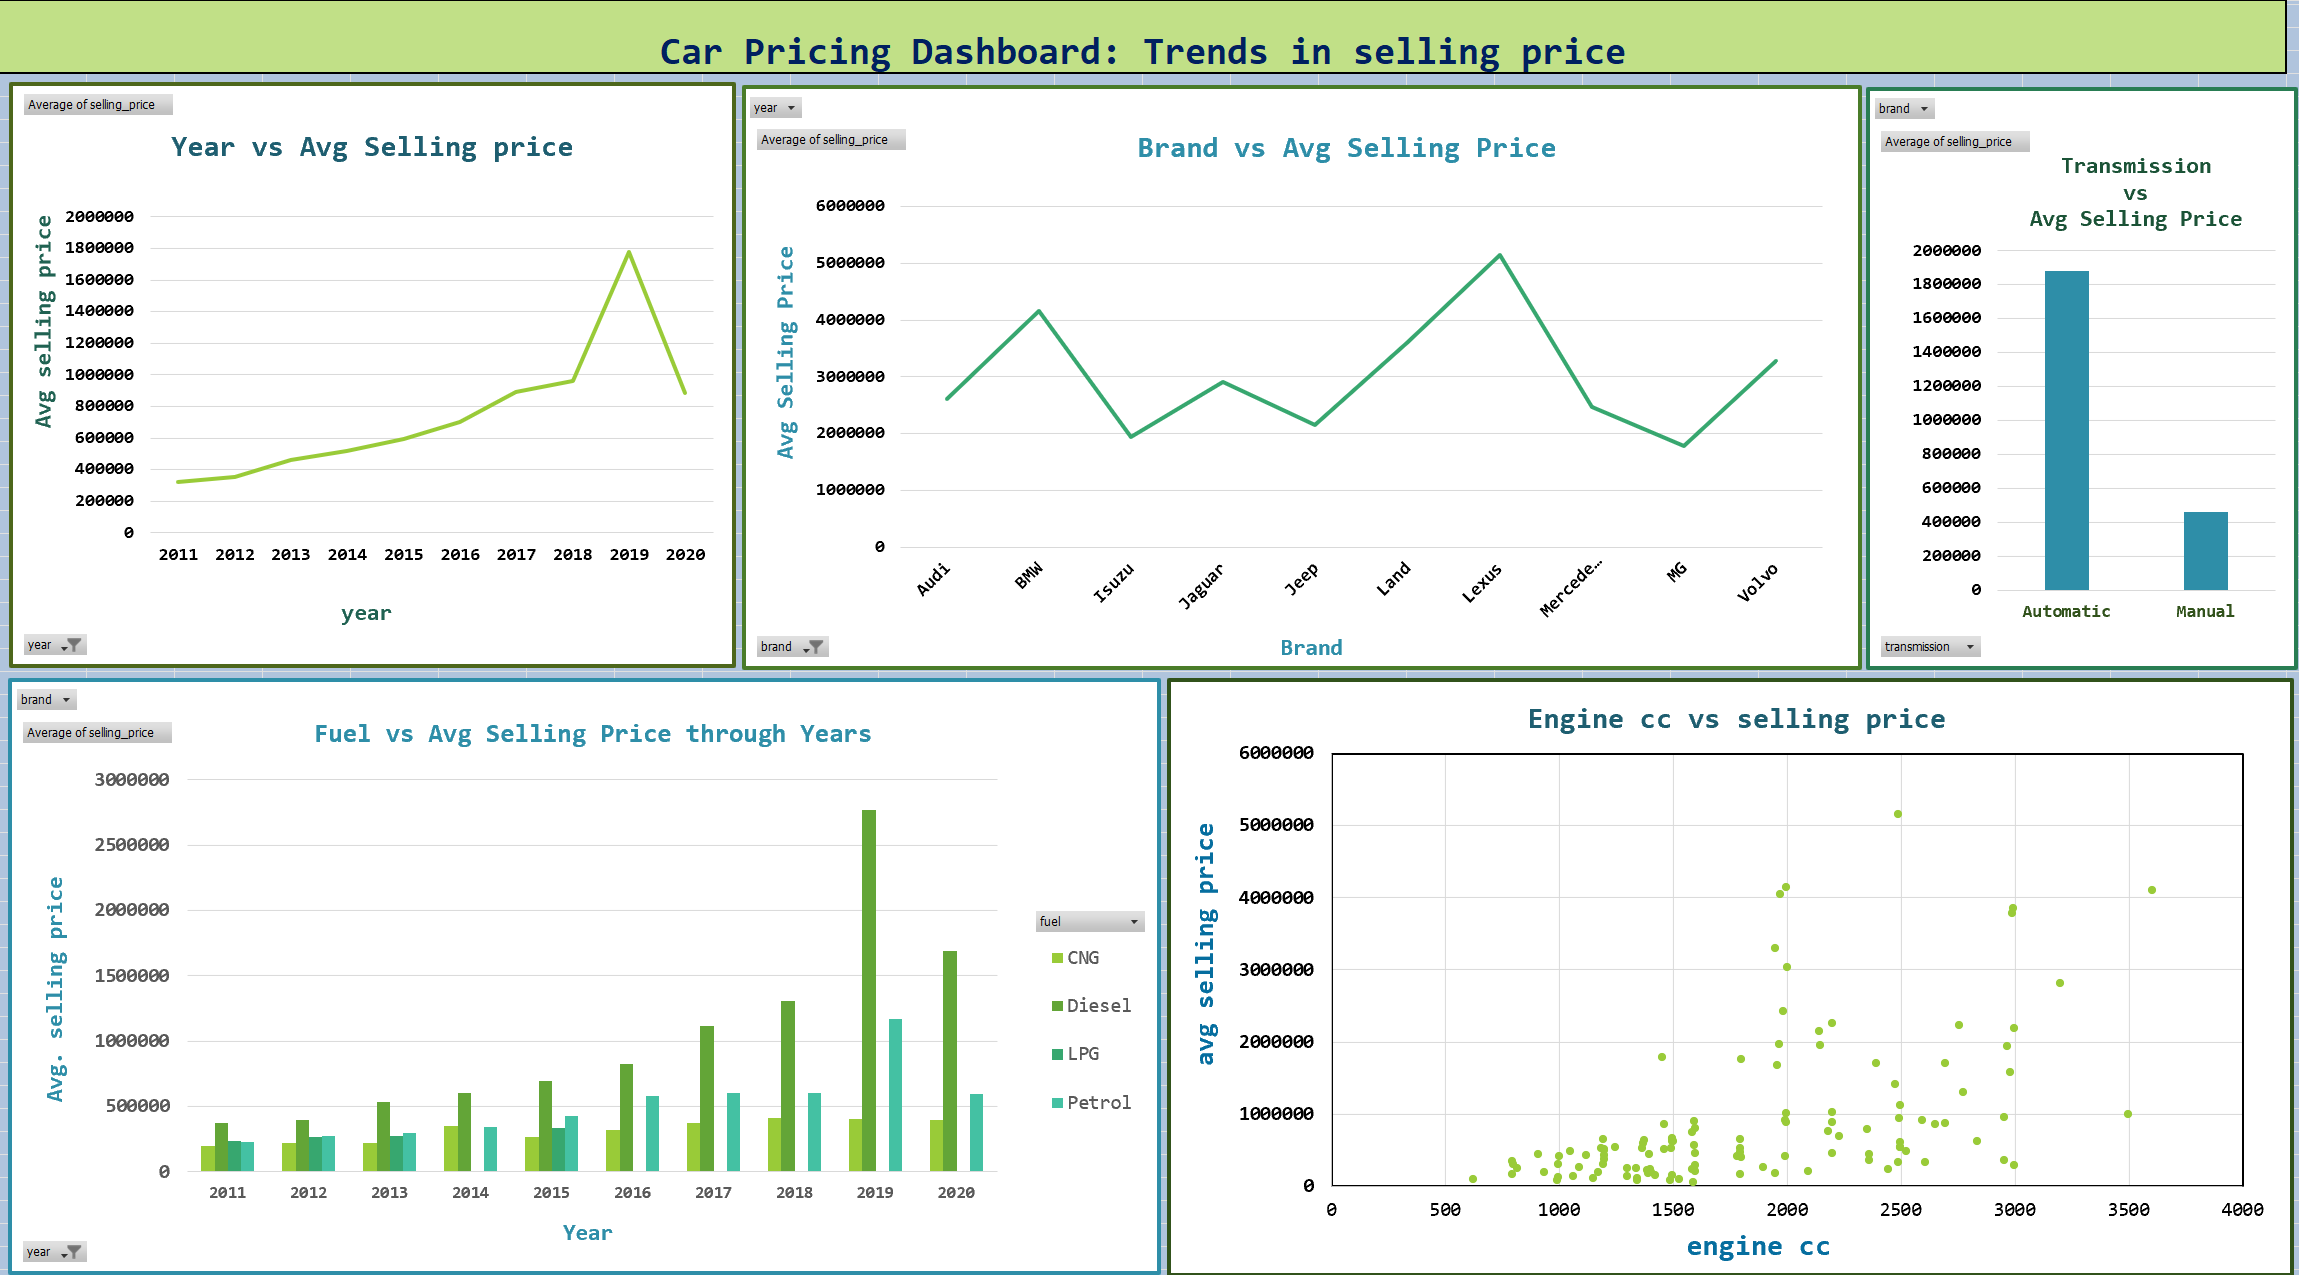 Car Pricing Dashboard: Trends in selling price
Average of selling_price
Year vs Avg Selling price
Avg selling price
2000000
1800000
1600000
1400000
1200000
1000000
800000
600000
400000
200000
0
2011 2012 2013 2014 2015 2016 2017 2018 2019 2020
year
year
year
Average of selling_price
Brand vs Avg Selling Price
Avg Selling Price
6000000
5000000
4000000
3000000
2000000
1000000
0
Audi BMW Isuzu Jaguar Jeep Land Lexus Mercede... MG Volvo
Brand
brand
brand
Average of selling_price
Transmission
vs
Avg Selling Price
2000000
1800000
1600000
1400000
1200000
1000000
800000
600000
400000
200000
0
Automatic Manual
transmission
brand
Average of selling_price
Fuel vs Avg Selling Price through Years
Avg. selling price
3000000
2500000
2000000
1500000
1000000
500000
0
2011 2012 2013 2014 2015 2016 2017 2018 2019 2020
Year
year
fuel
CNG
Diesel
LPG
Petrol
Engine cc vs selling price
avg selling price
6000000
5000000
4000000
3000000
2000000
1000000
0
0 500 1000 1500 2000 2500 3000 3500 4000
engine cc